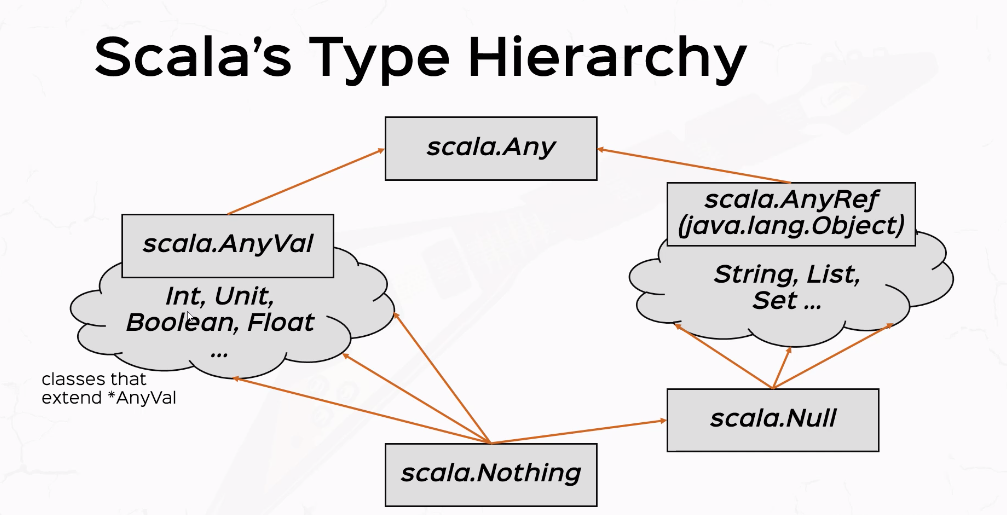 Scala's Type Hierarchy
scala.Any
scala.AnyRef
(java.lang.Object)
scala.AnyVal
String, List,
Set ...
Int, Unit,
Boolean, Float
...
classes that
extend *AnyVal
scala.Null
scala.Nothing